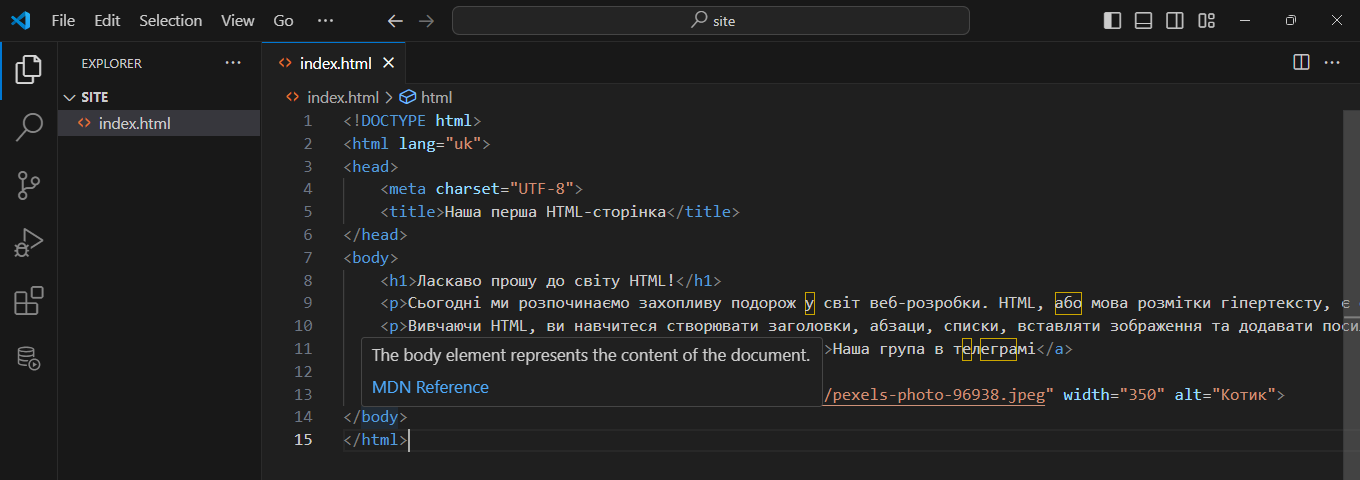 File Edit Selection View Go ···
site
EXPLORER ···
index.html
SITE
index.html
index.html > html
1 <!DOCTYPE html>
2 <html lang="uk">
3 <head>
4 <meta charset="UTF-8">
5 <title>Наша перша HTML-сторінка</title>
6 </head>
7 <body>
8 <h1>Ласкаво прошу до світу HTML!</h1>
9 <p>Сьогодні ми розпочинаємо захопливу подорож у світ веб-розробки. HTML, або мова розмітки гіпертексту, є
10 <p>Вивчаючи HTML, ви навчитеся створювати заголовки, абзаци, списки, вставляти зображення та додавати
11 >Наша група в телеграмі</a>
The body element represents the content of the document.
12
MDN Reference
13 /pexels-photo-96938.jpeg" width="350" alt="Котик">
14 </body>
15 </html>